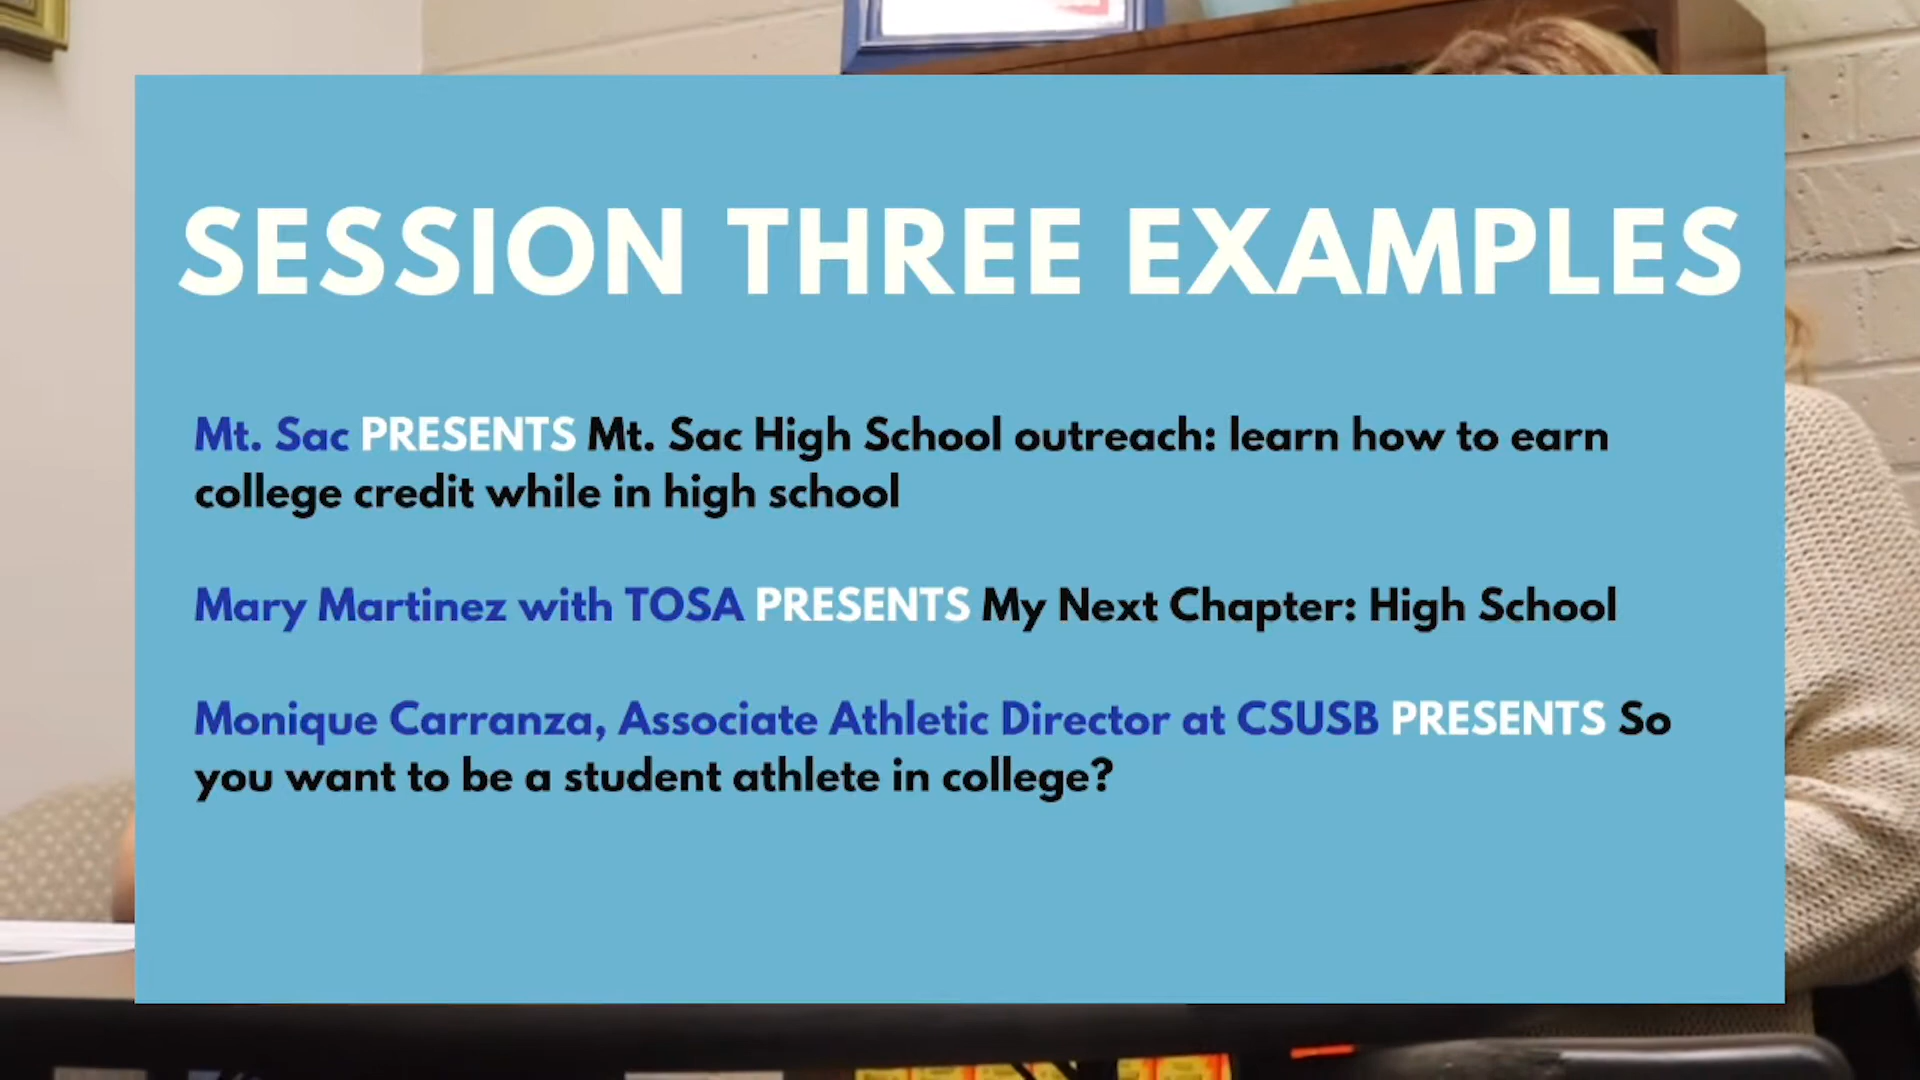 SESSION THREE EXAMPLES
Mt. Sac PRESENTS Mt. Sac High School outreach: learn how to earn
college credit while in high school
Mary Martinez with TOSA PRESENTS My Next Chapter: High School
Monique Carranza, Associate Athletic Director at CSUSB PRESENTS So
you want to be a student athlete in college?